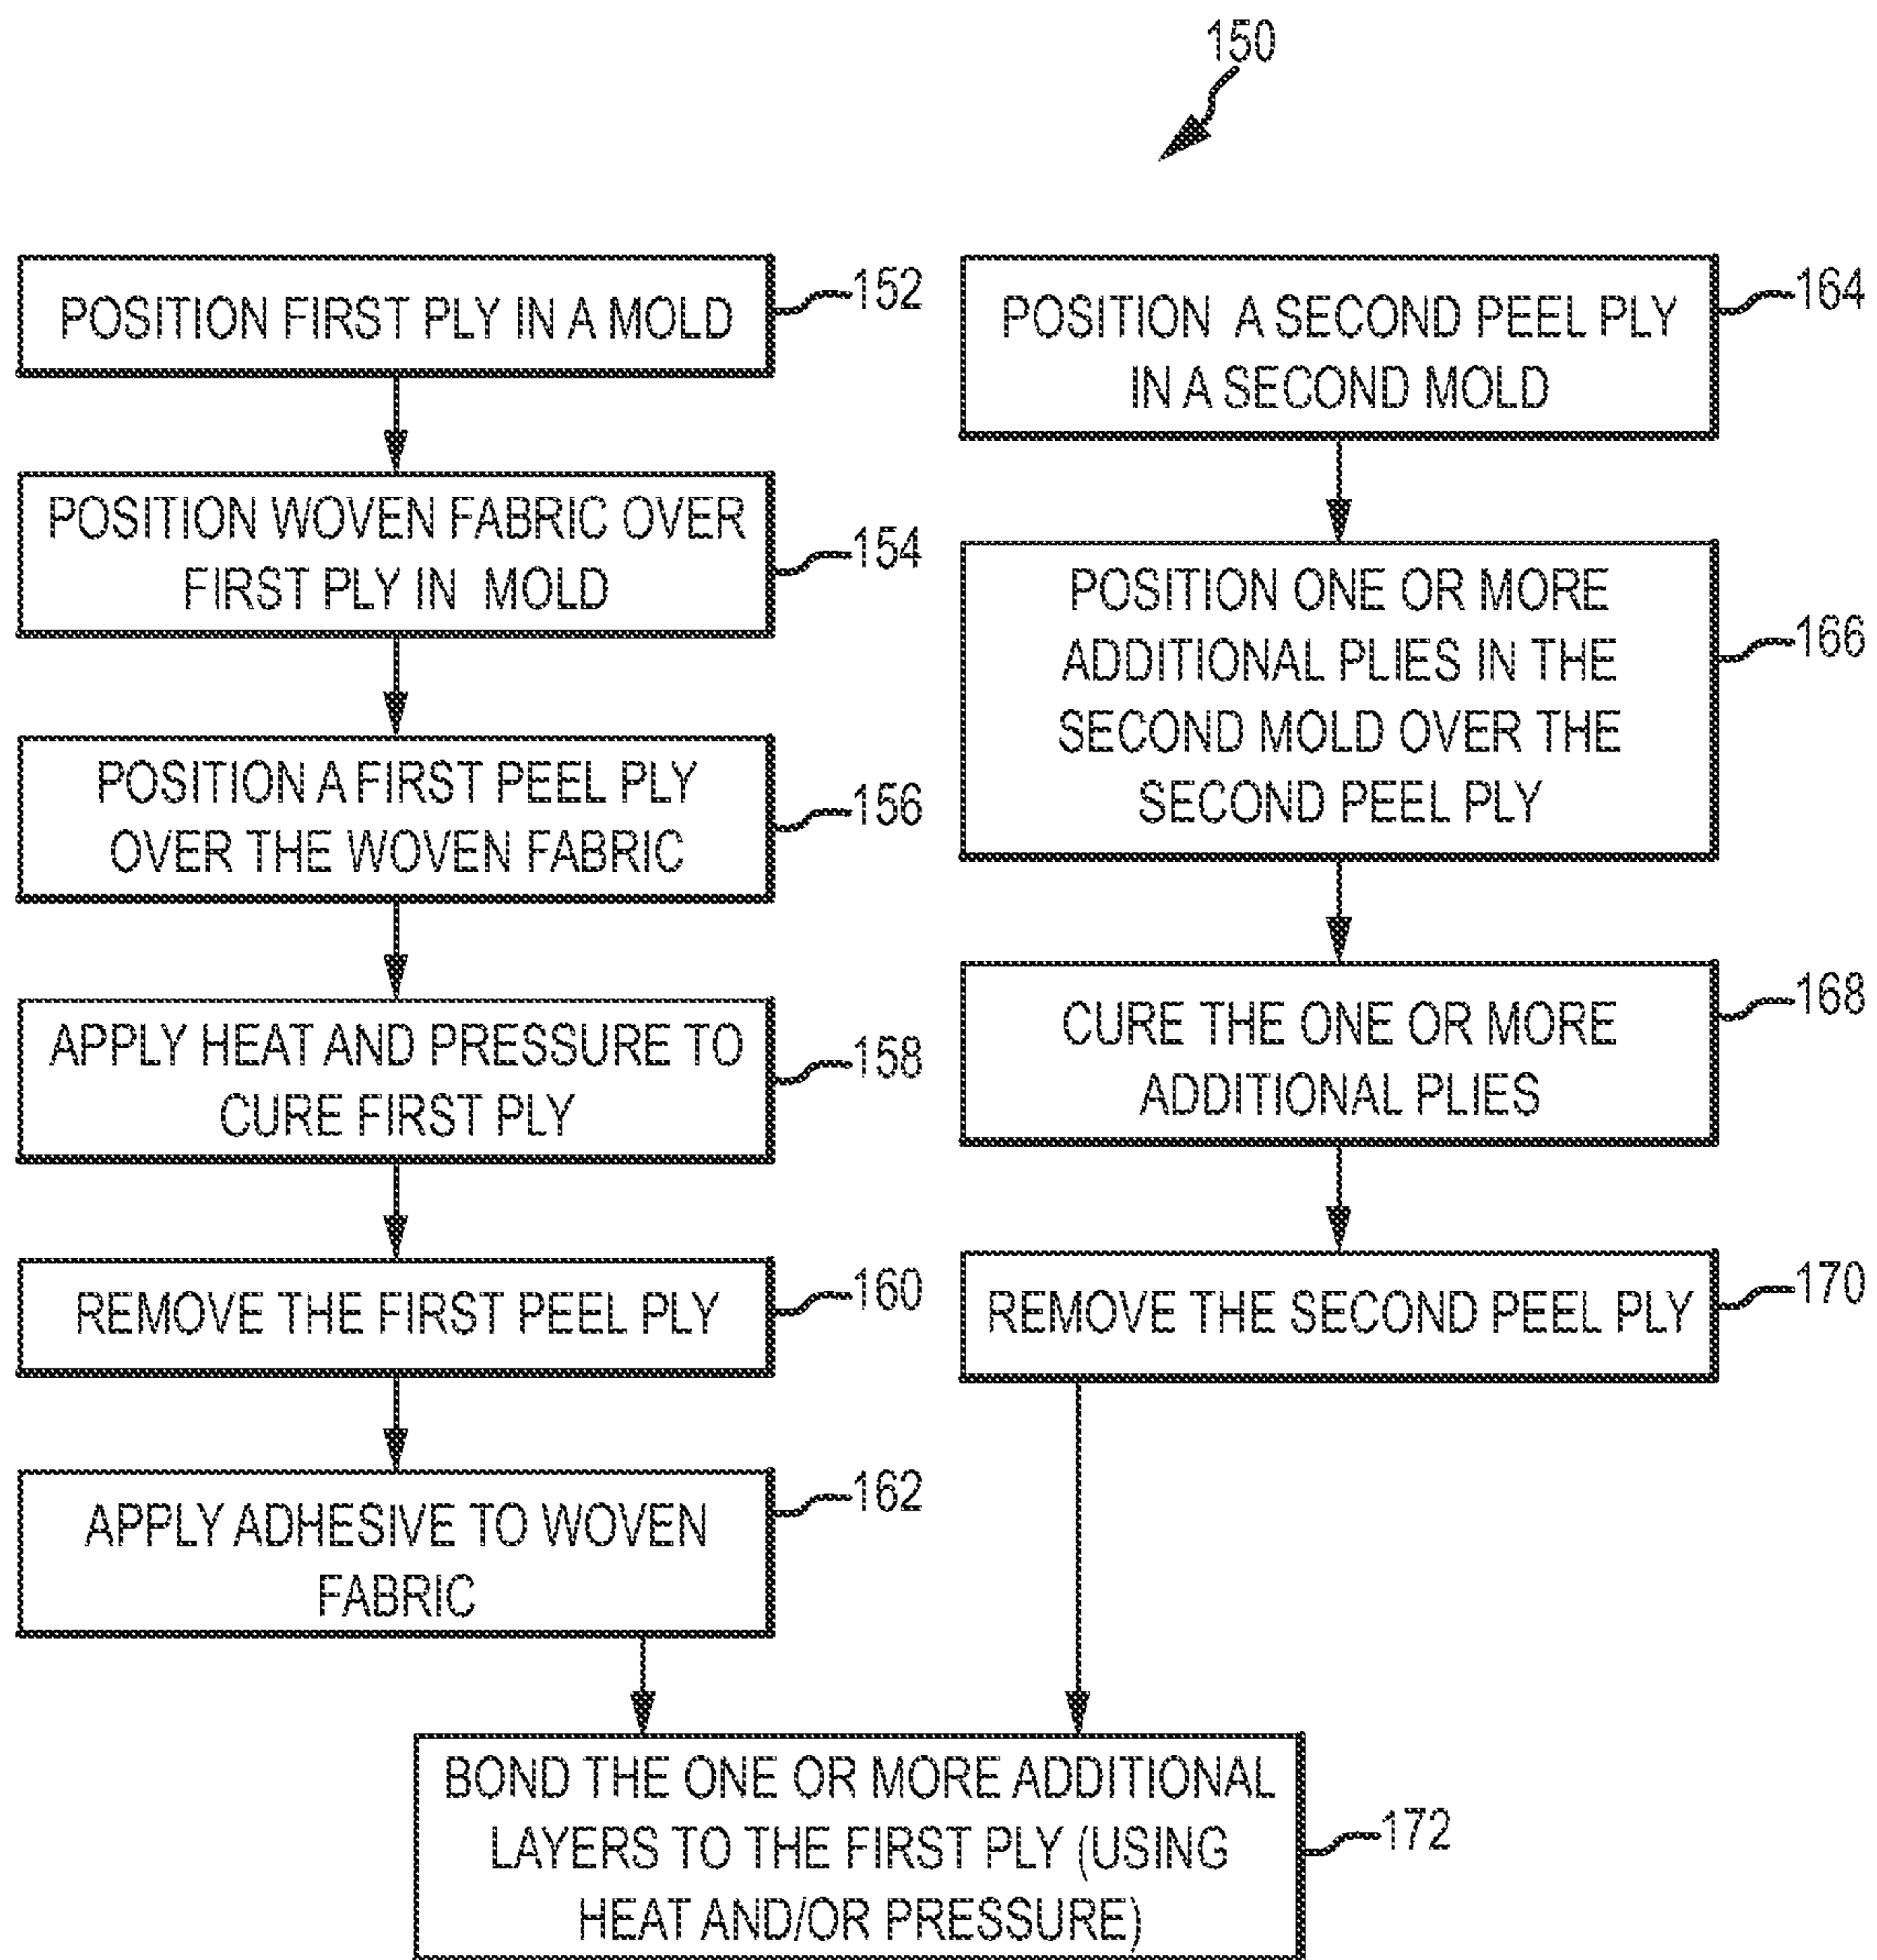 150
POSITION FIRST PLY IN A MOLD
152
POSITION WOVEN FABRIC OVER
FIRST PLY IN MOLD
154
POSITION A FIRST PEEL PLY
OVER THE WOVEN FABRIC
156
APPLY HEAT AND PRESSURE TO
CURE FIRST PLY
158
REMOVE THE FIRST PEEL PLY
160
APPLY ADHESIVE TO WOVEN
FABRIC
162
POSITION A SECOND PEEL PLY
IN A SECOND MOLD
164
POSITION ONE OR MORE
ADDITIONAL PLIES IN THE
SECOND MOLD OVER THE
SECOND PEEL PLY
166
CURE THE ONE OR MORE
ADDITIONAL PLIES
168
REMOVE THE SECOND PEEL PLY
170
BOND THE ONE OR MORE ADDITIONAL
LAYERS TO THE FIRST PLY (USING
HEAT AND/OR PRESSURE)
172